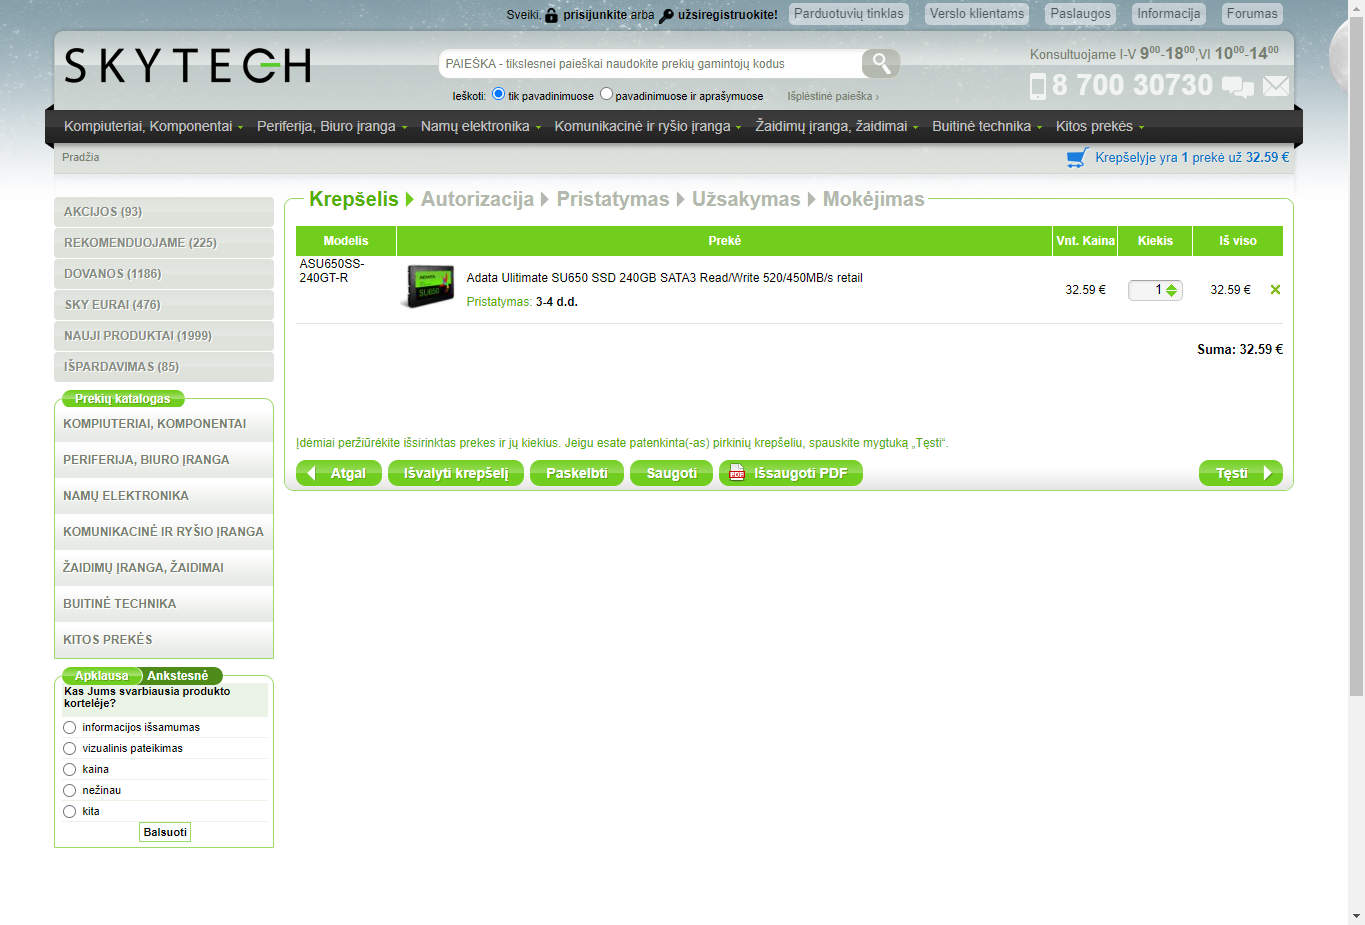 Sveiki, prisijunkite arba užsiregistruokite!
Parduotuvių tinklas
Verslo klientams
Paslaugos
Informacija
Forumas
SKYTECH
PAIEŠKA - tikslesnei paieškai naudokite prekių gamintojų kodus
Ieškoti: tik pavadinimuose pavadinimuose ir aprašymuose Išplėstinė paieška ›
Konsultuojame I-V 9⁰⁰-18⁰⁰,VI 10⁰⁰-14⁰⁰
8 700 30730
Kompiuteriai, Komponentai
Periferija, Biuro įranga
Namų elektronika
Komunikacinė ir ryšio įranga
Žaidimų įranga, žaidimai
Buitinė technika
Kitos prekės
Pradžia
Krepšelyje yra 1 prekė už 32.59 €
AKCIJOS (93)
REKOMENDUOJAME (225)
DOVANOS (1186)
SKY EURAI (476)
NAUJI PRODUKTAI (1999)
IŠPARDAVIMAS (85)
Prekių katalogas
KOMPIUTERIAI, KOMPONENTAI
PERIFERIJA, BIURO ĮRANGA
NAMŲ ELEKTRONIKA
KOMUNIKACINĖ IR RYŠIO ĮRANGA
ŽAIDIMŲ ĮRANGA, ŽAIDIMAI
BUITINĖ TECHNIKA
KITOS PREKĖS
Apklausa Ankstesnė
Kas Jums svarbiausia produkto
kortelėje?
informacijos išsamumas
vizualinis pateikimas
kaina
nežinau
kita
Balsuoti
Krepšelis Autorizacija Pristatymas Užsakymas Mokėjimas
Modelis Prekė Vnt. Kaina Kiekis Iš viso
ASU650SS-
240GT-R
ADATA
SU650
Adata Ulitimate SU650 SSD 240GB SATA3 Read/Write 520/450MB/s retail
Pristatymas: 3-4 d.d.
32.59 € 1 32.59 €
Suma: 32.59 €
Įdėmiai peržiūrėkite išsirinktas prekes ir jų kiekius. Jeigu esate patenkinta(-as) pirkinių krepšeliu, spauskite mygtuką „Tęsti“.
Atgal
Išvalyti krepšelį
Paskelbti
Saugoti
PDF
Išsaugoti PDF
Tęsti